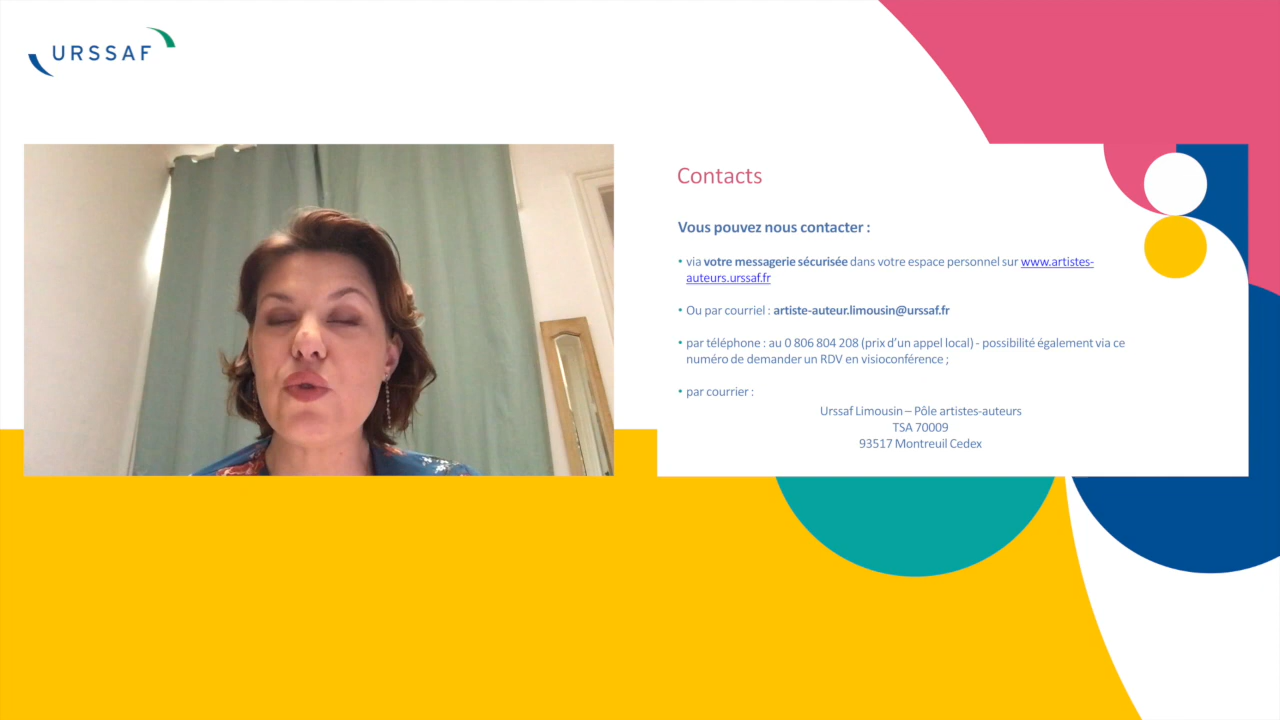 URSSAF
Contacts
Vous pouvez nous contacter :
• via votre messagerie sécurisée dans votre espace personnel sur www.artistes-
auteurs.urssaf.fr
• Ou par courriel : artiste-auteur.limousin@urssaf.fr
• par téléphone : au 0 806 804 208 (prix d’un appel local) - possibilité également via ce
numéro de demander un RDV en visioconférence ;
• par courrier :
Urssaf Limousin – Pôle artistes-auteurs
TSA 70009
93517 Montreuil Cedex